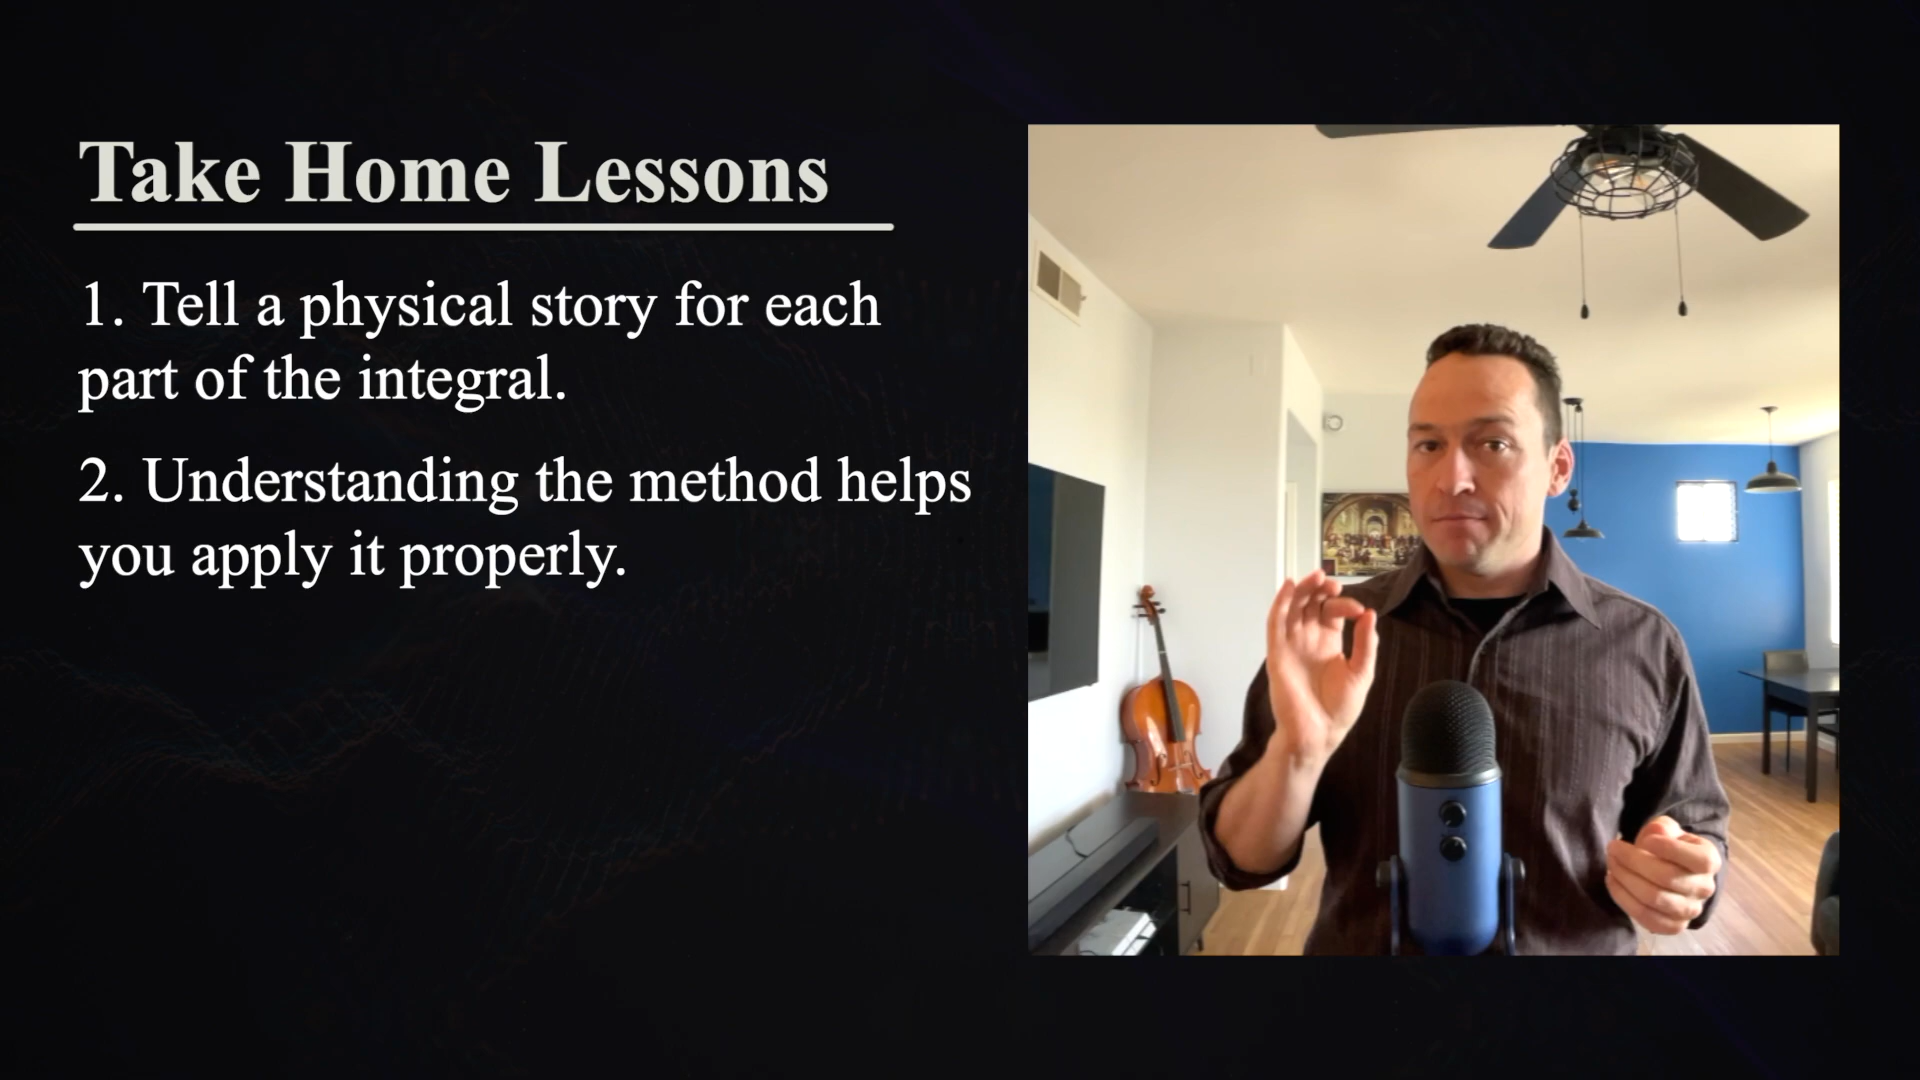 Take Home Lessons
1. Tell a physical story for each
part of the integral.
2. Understanding the method helps
you apply it properly.